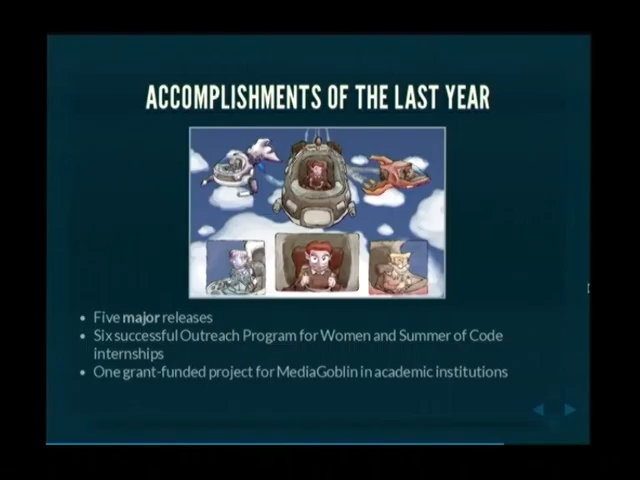 ACCOMPLISHMENTS OF THE LAST YEAR
• Five major releases
• Six successful Outreach Program for Women and Summer of Code
internships
• One grant-funded project for MediaGoblin in academic institutions